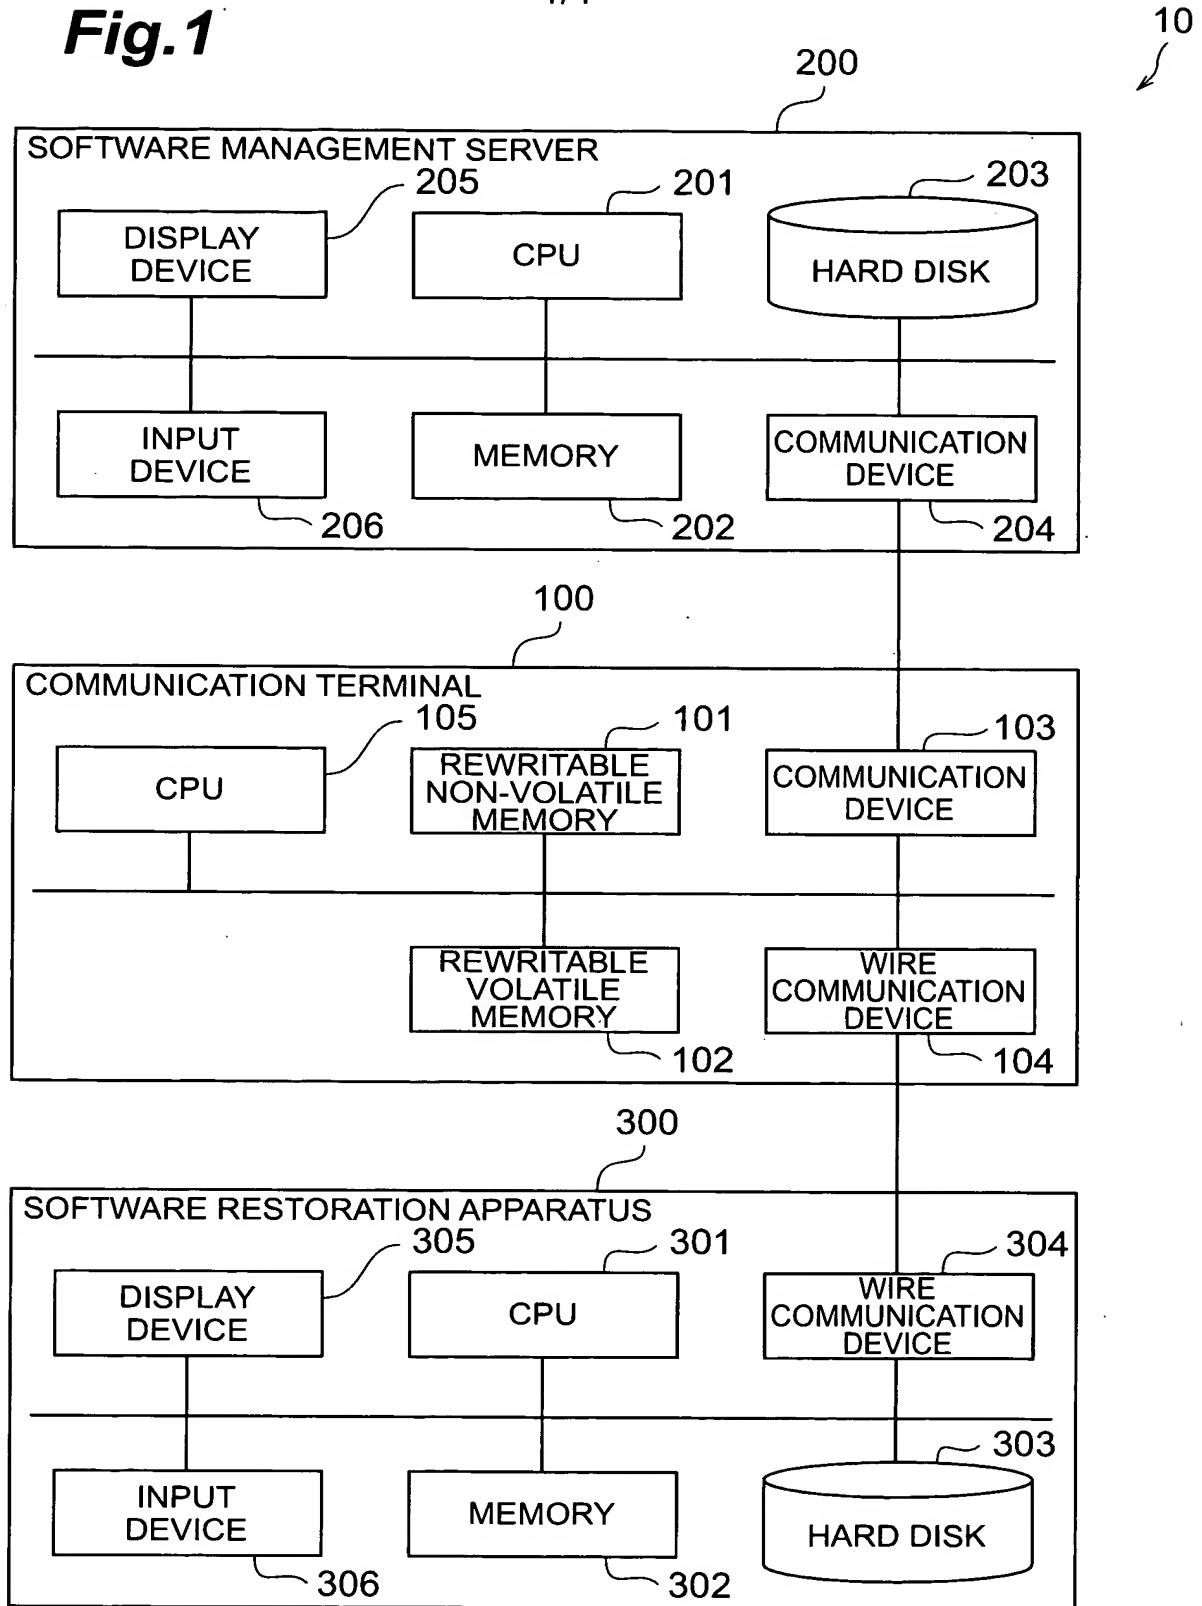 Fig.1
10
200
SOFTWARE MANAGEMENT SERVER
205
201
203
DISPLAY
DEVICE
CPU
HARD DISK
INPUT
DEVICE
MEMORY
COMMUNICATION
DEVICE
206
202
204
100
COMMUNICATION TERMINAL
105
101
103
CPU
REWRITABLE
NON-VOLATILE
MEMORY
COMMUNICATION
DEVICE
REWRITABLE
VOLATILE
MEMORY
WIRE
COMMUNICATION
DEVICE
102
104
300
SOFTWARE RESTORATION APPARATUS
305
301
304
DISPLAY
DEVICE
CPU
WIRE
COMMUNICATION
DEVICE
303
INPUT
DEVICE
MEMORY
HARD DISK
306
302